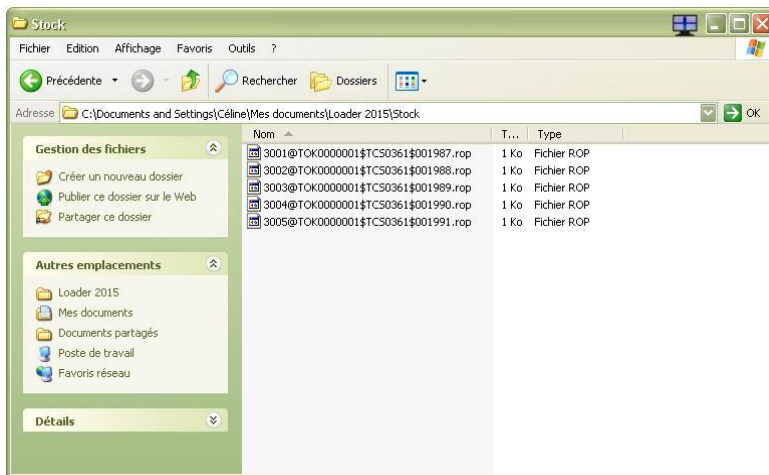 Stock
Fichier Edition Affichage Favoris Outils ?
Précédente Rechercher Dossiers
Adresse C:\Documents and Settings\Céline\Mes documents\Loader 2015\Stock OK
Gestion des fichiers
Créer un nouveau dossier
Publier ce dossier sur le Web
Partager ce dossier
Autres emplacements
Loader 2015
Mes documents
Documents partagés
Poste de travail
Favoris réseau
Détails
Nom T... Type
3001@TOK0000001$TCS0361$001987.rop 1 Ko Fichier ROP
3002@TOK0000001$TCS0361$001988.rop 1 Ko Fichier ROP
3003@TOK0000001$TCS0361$001989.rop 1 Ko Fichier ROP
3004@TOK0000001$TCS0361$001990.rop 1 Ko Fichier ROP
3005@TOK0000001$TCS0361$001991.rop 1 Ko Fichier ROP